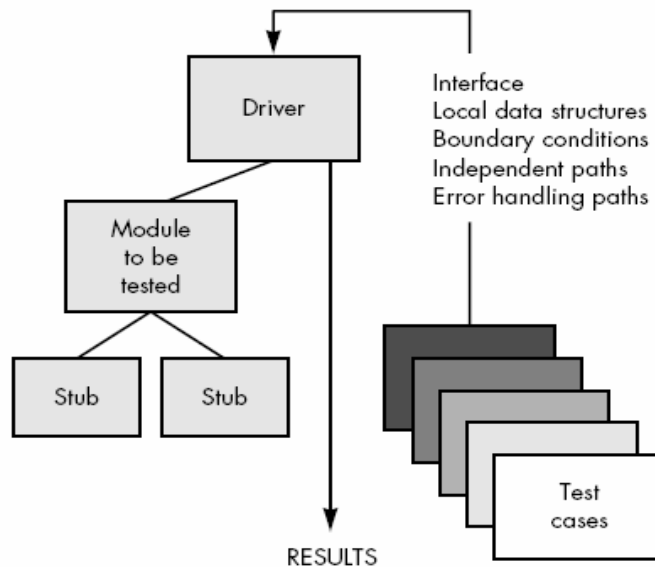 Driver
Interface
Local data structures
Boundary conditions
Independent paths
Error handling paths
Module
to be
tested
Stub
Stub
Test
cases
RESULTS